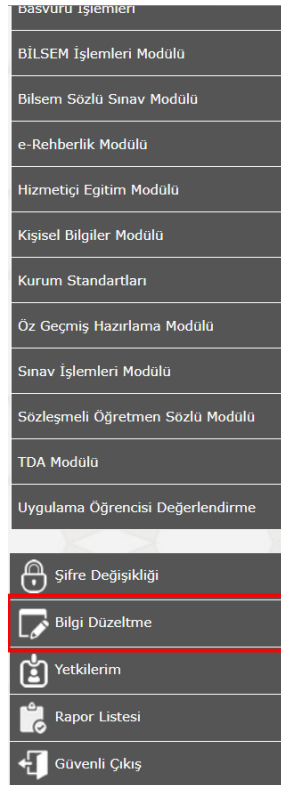 Başvuru İşlemleri
BİLSEM İşlemleri Modülü
Bilsem Sözlü Sınav Modülü
e-Rehberlik Modülü
Hizmetiçi Egitim Modülü
Kişisel Bilgiler Modülü
Kurum Standartları
Öz Geçmiş Hazırlama Modülü
Sınav İşlemleri Modülü
Sözleşmeli Öğretmen Sözlü Modülü
TDA Modülü
Uygulama Öğrencisi Değerlendirme
Şifre Değişikliği
Bilgi Düzeltme
Yetkilerim
Rapor Listesi
Güvenli Çıkış